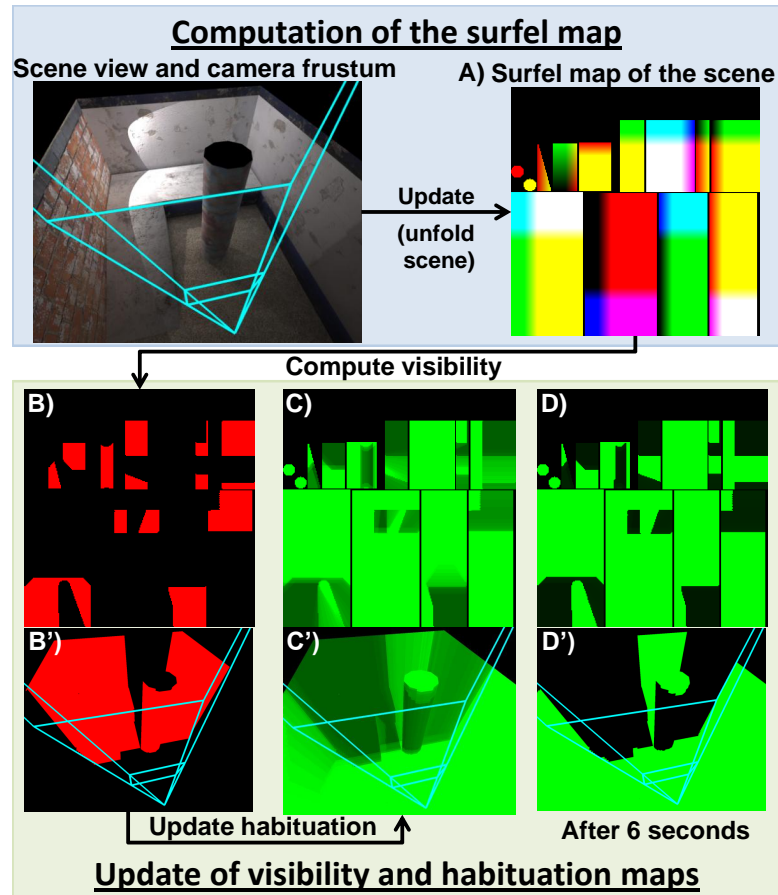 Computation of the surfel map
Scene view and camera frustum
A) Surfel map of the scene
Update
(unfold
scene)
Compute visibility
B)
C)
D)
B')
C')
D')
Update habituation
After 6 seconds
Update of visibility and habituation maps